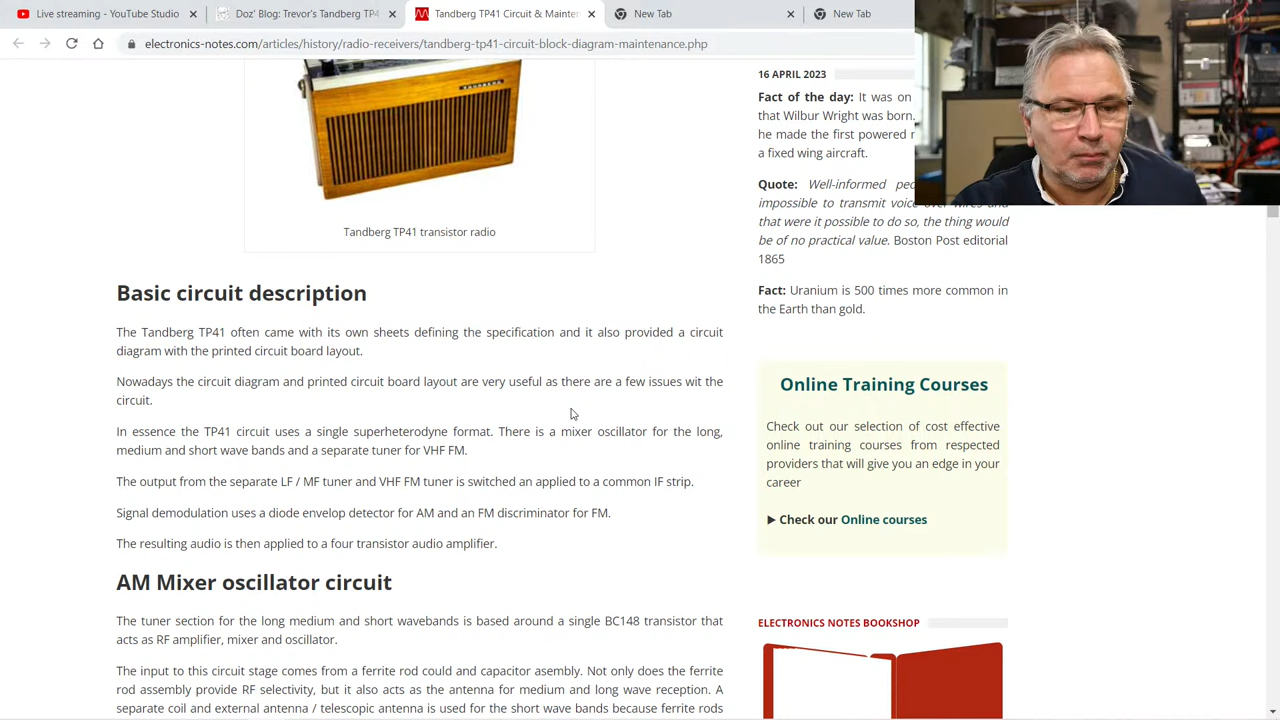 Live streaming - YouTube Studio
Doz' Blog: Trevor's Tandberg TP4
Tandberg TP41 Circuit & Mainten
New Tab
New Tab
electronics-notes.com/articles/history/radio-receivers/tandberg-tp41-circuit-block-diagram-maintenance.php
TANDBERG
Tandberg TP41 transistor radio
Basic circuit description
The Tandberg TP41 often came with its own sheets defining the specification and it also provided a circuit
diagram with the printed circuit board layout.
Nowadays the circuit diagram and printed circuit board layout are very useful as there are a few issues wit the
circuit.
In essence the TP41 circuit uses a single superheterodyne format. There is a mixer oscillator for the long,
medium and short wave bands and a separate tuner for VHF FM.
The output from the separate LF / MF tuner and VHF FM tuner is switched an applied to a common IF strip.
Signal demodulation uses a diode envelop detector for AM and an FM discriminator for FM.
The resulting audio is then applied to a four transistor audio amplifier.
AM Mixer oscillator circuit
The tuner section for the long medium and short wavebands is based around a single BC148 transistor that
acts as RF amplifier, mixer and oscillator.
The input to this circuit stage comes from a ferrite rod could and capacitor asembly. Not only does the ferrite
rod assembly provide RF selectivity, but it also acts as the antenna for medium and long wave reception. A
separate coil and external antenna / telescopic antenna is used for the short wave bands because ferrite rods
16 APRIL 2023
Fact of the day: It was on
that Wilbur Wright was born.
he made the first powered
a fixed wing aircraft.
Quote: Well-informed
impossible to transmit voice over wires and
that were it possible to do so, the thing would
be of no practical value. Boston Post editorial
1865
Fact: Uranium is 500 times more common in
the Earth than gold.
Online Training Courses
Check out our selection of cost effective
online training courses from respected
providers that will give you an edge in your
career
▶ Check our Online courses
ELECTRONICS NOTES BOOKSHOP